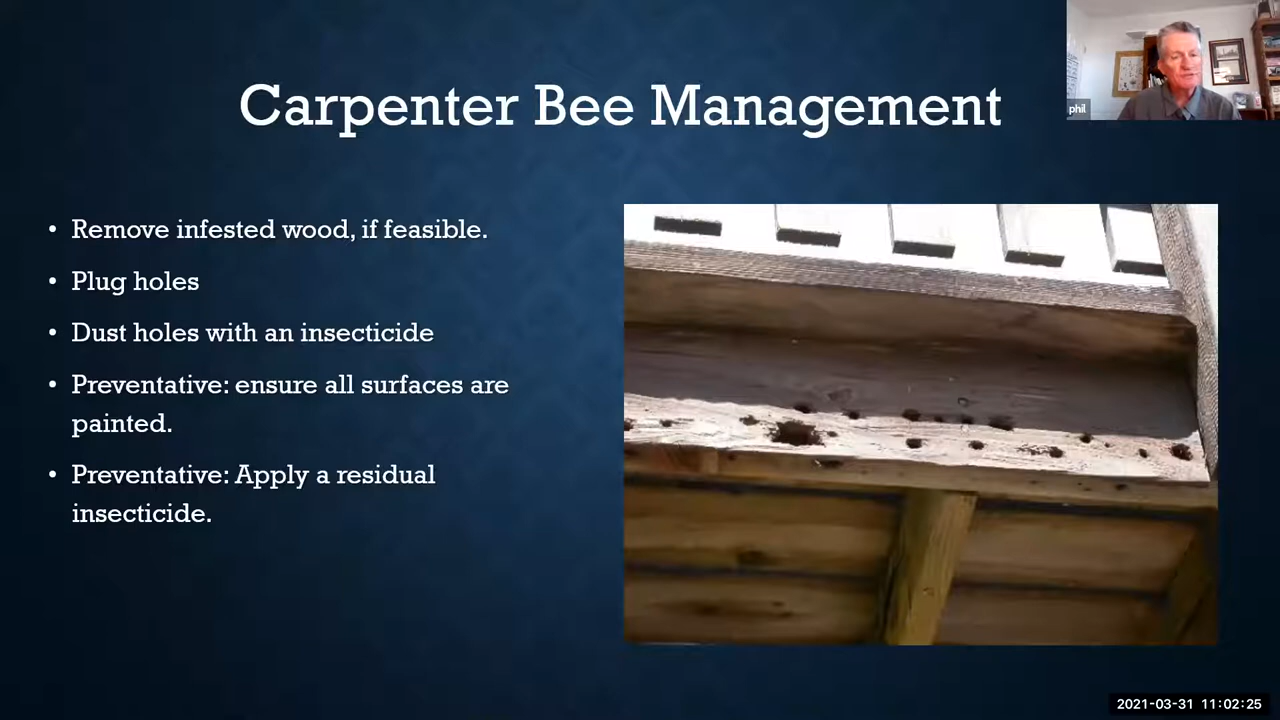 Carpenter Bee Management
phil
• Remove infested wood, if feasible.
• Plug holes
• Dust holes with an insecticide
• Preventative: ensure all surfaces are
painted.
• Preventative: Apply a residual
insecticide.
2021-03-31 11:02:25